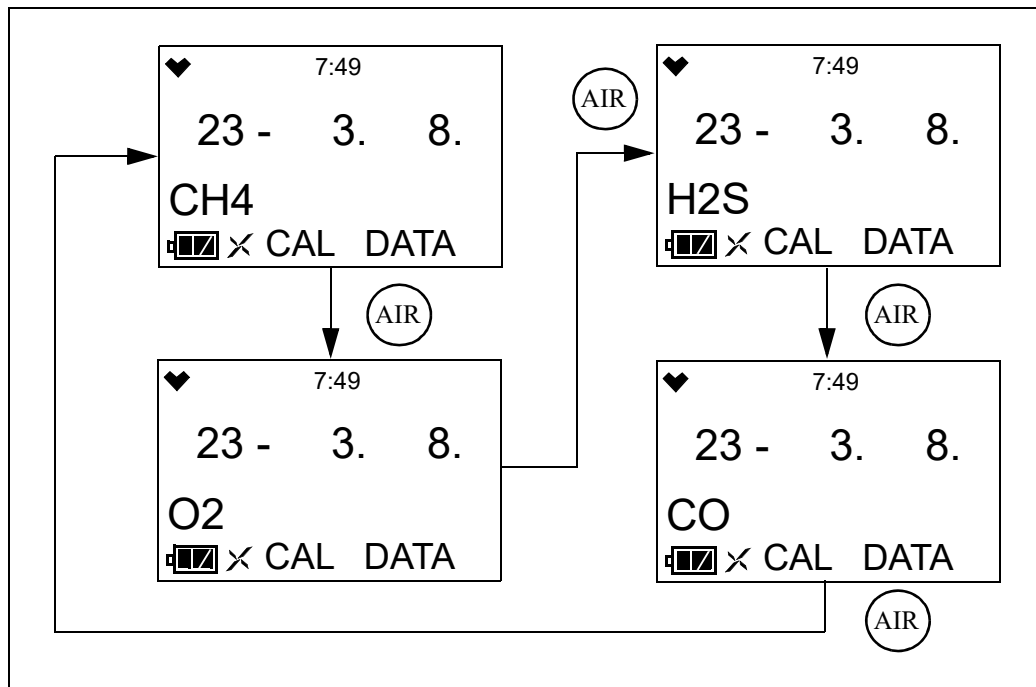 7:49
23 - 3. 8.
CH4
CAL DATA
AIR
7:49
23 - 3. 8.
O2
CAL DATA
AIR
7:49
23 - 3. 8.
H2S
CAL DATA
AIR
7:49
23 - 3. 8.
CO
CAL DATA
AIR